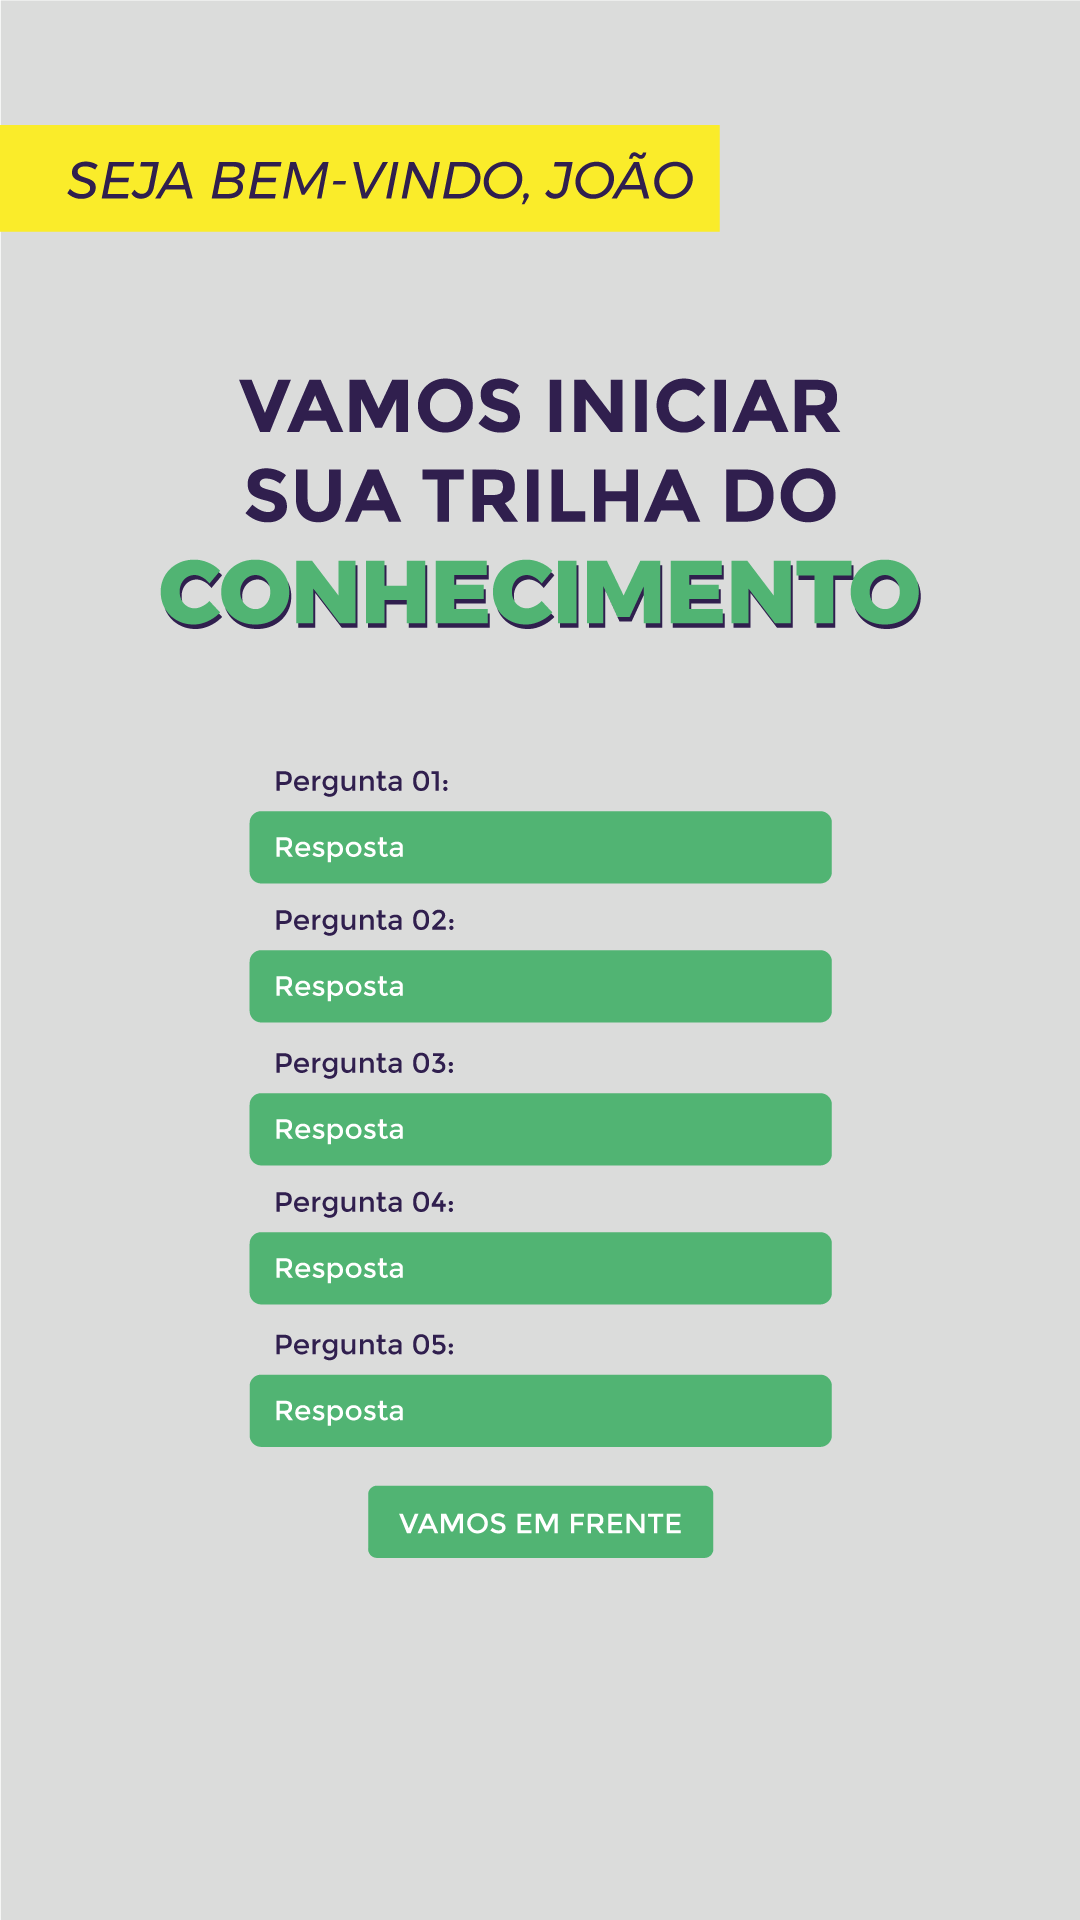 SEJA BEM-VINDO, JOÃO
VAMOS INICIAR
SUA TRILHA DO
CONHECIMENTO
Pergunta 01:
Resposta
Pergunta 02:
Resposta
Pergunta 03:
Resposta
Pergunta 04:
Resposta
Pergunta 05:
Resposta
VAMOS EM FRENTE